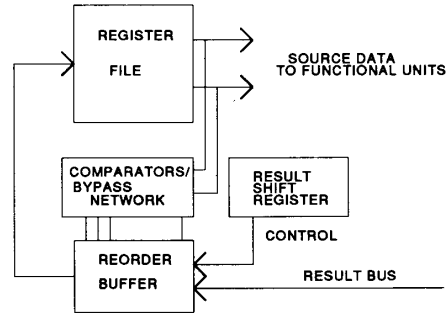 REGISTER
FILE
SOURCE DATA
TO FUNCTIONAL UNITS
COMPARATORS/
BYPASS
NETWORK
RESULT
SHIFT
REGISTER
CONTROL
REORDER
BUFFER
RESULT BUS